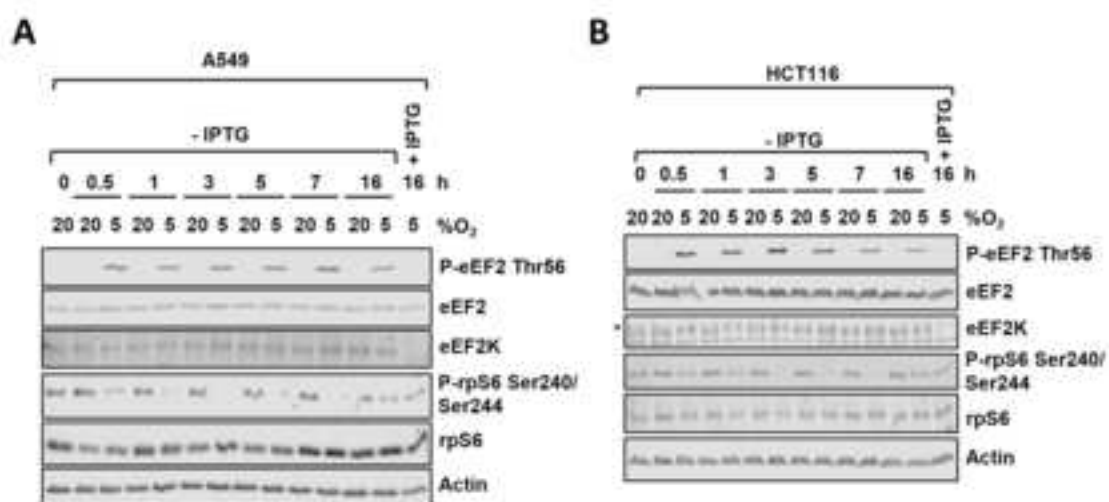 A
A549
- IPTG
+ IPTG
0 0.5 1 3 5 7 16 16 h
20 20 5 20 5 20 5 20 5 20 5 20 5 5 %O₂
P-eEF2 Thr56
eEF2
eEF2K
P-rpS6 Ser240/
Ser244
rpS6
Actin
B
HCT116
- IPTG
+ IPTG
0 0.5 1 3 5 7 16 16 h
20 20 5 20 5 20 5 20 5 20 5 20 5 5 %O₂
P-eEF2 Thr56
eEF2
* eEF2K
P-rpS6 Ser240/
Ser244
rpS6
Actin